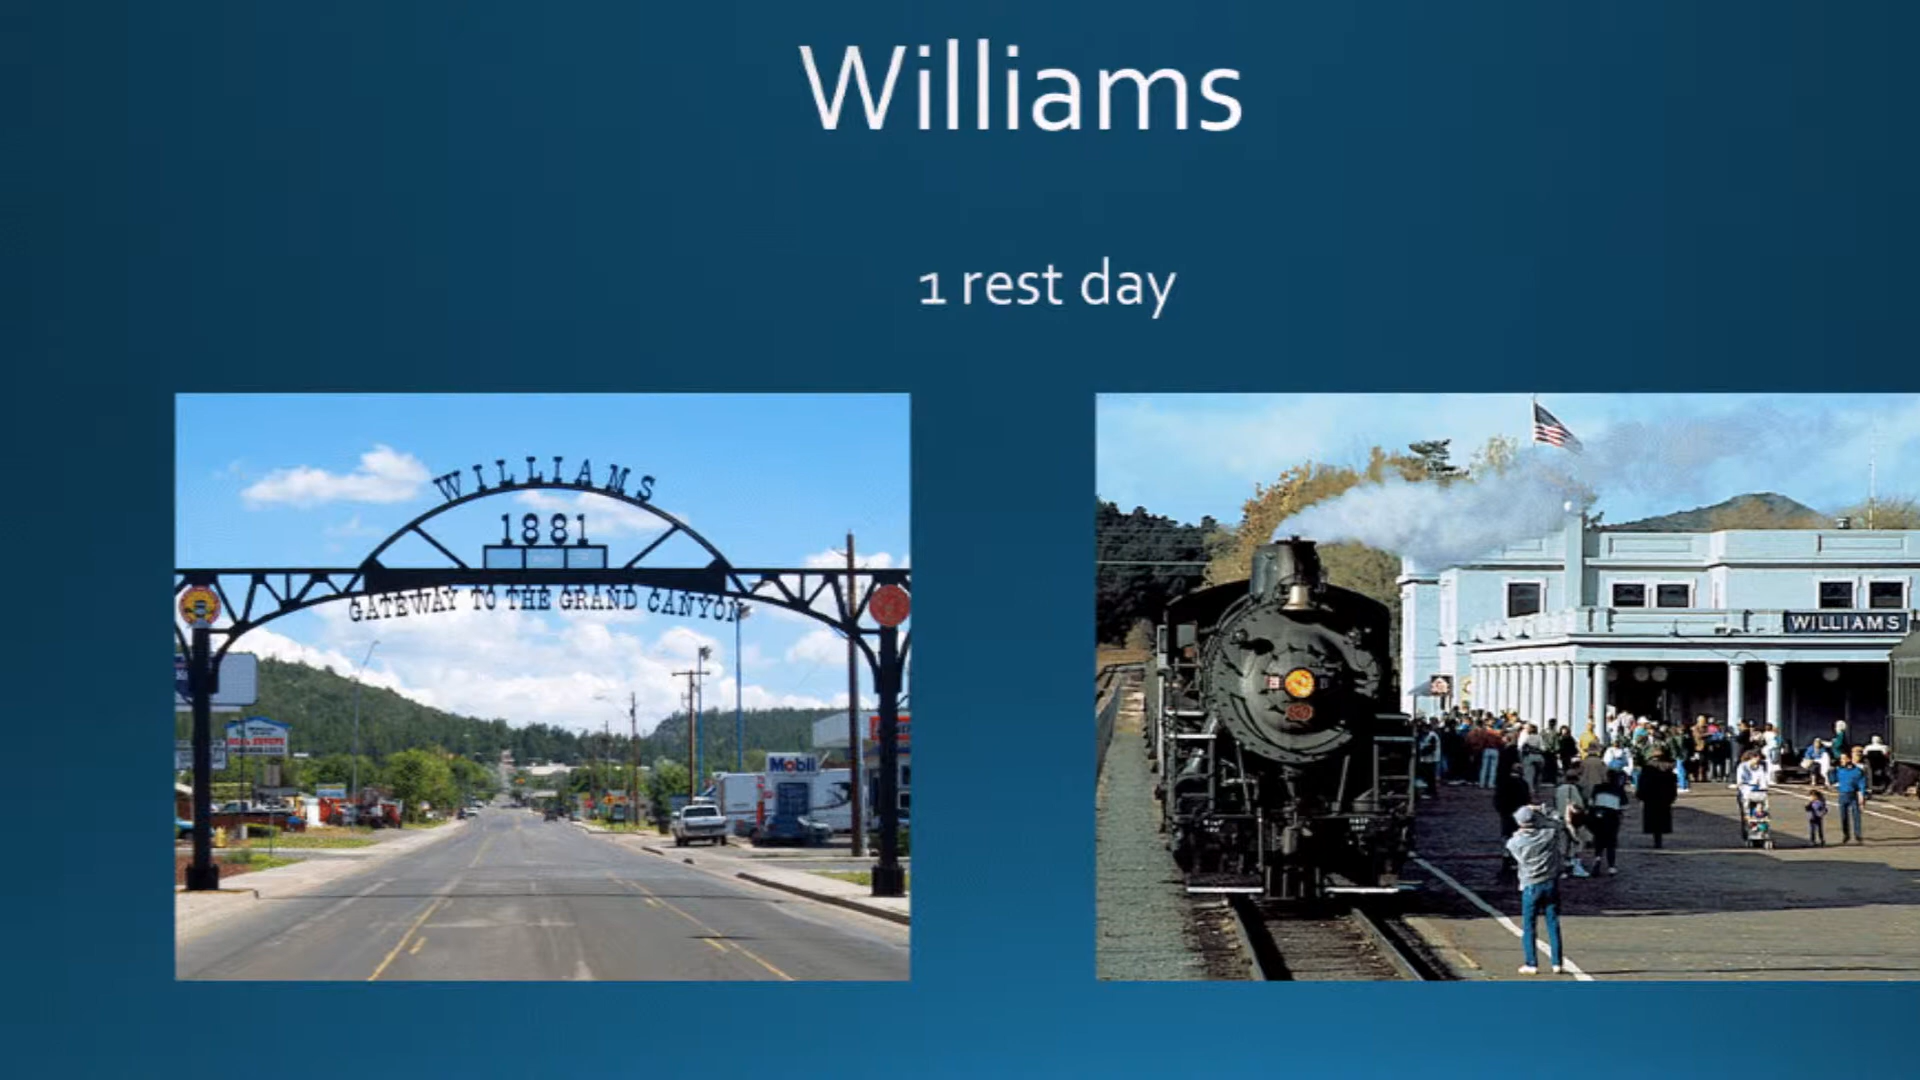 Williams
1 rest day
WILLIAMS
1881
GATEWAY TO THE GRAND CANYON
Mobil
WILLIAMS